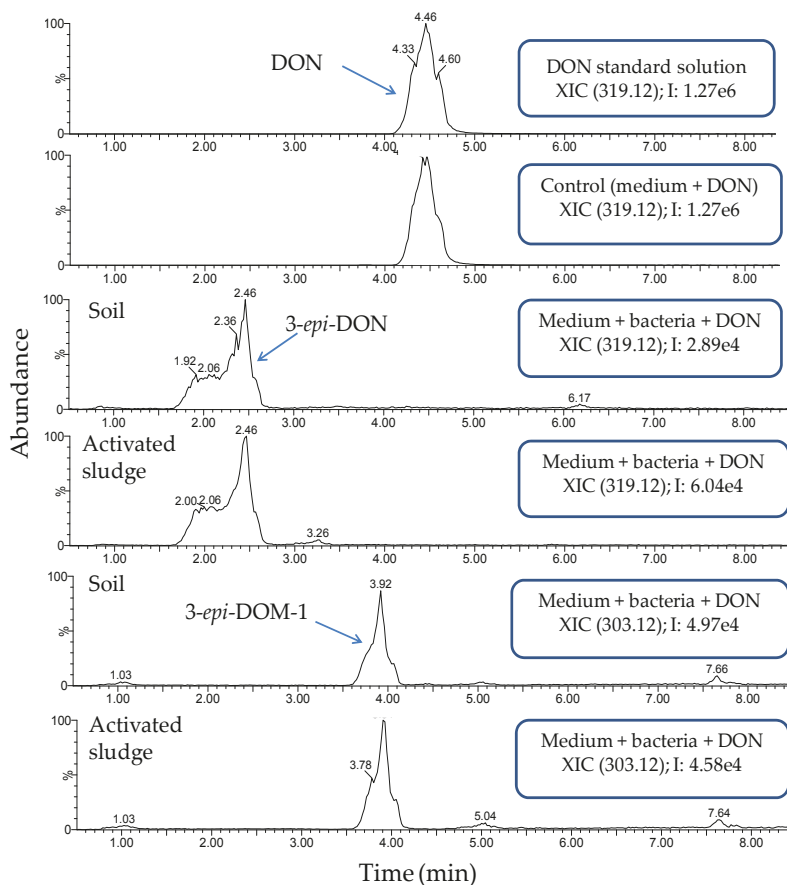 100
4.46
4.33
4.60
DON
DON standard solution
XIC (319.12); I: 1.27e6
%
0
1.00 2.00 3.00 4.00 5.00 6.00 7.00 8.00
100
Control (medium + DON)
XIC (319.12); I: 1.27e6
%
0
1.00 2.00 3.00 4.00 5.00 6.00 7.00 8.00
Soil
100
2.46
2.36
3-epi-DON
1.92
2.06
6.17
Medium + bacteria + DON
XIC (319.12); I: 2.89e4
%
0
1.00 2.00 3.00 4.00 5.00 6.00 7.00 8.00
Abundance
Activated
sludge
100
2.46
2.00
2.06
3.26
Medium + bacteria + DON
XIC (319.12); I: 6.04e4
%
0
1.00 2.00 3.00 4.00 5.00 6.00 7.00 8.00
Soil
100
3.92
3-epi-DOM-1
Medium + bacteria + DON
XIC (303.12); I: 4.97e4
%
1.03
7.66
0
1.00 2.00 3.00 4.00 5.00 6.00 7.00 8.00
Activated
sludge
100
3.78
Medium + bacteria + DON
XIC (303.12); I: 4.58e4
%
1.03
5.04
7.64
0
1.00 2.00 3.00 4.00 5.00 6.00 7.00 8.00
Time (min)